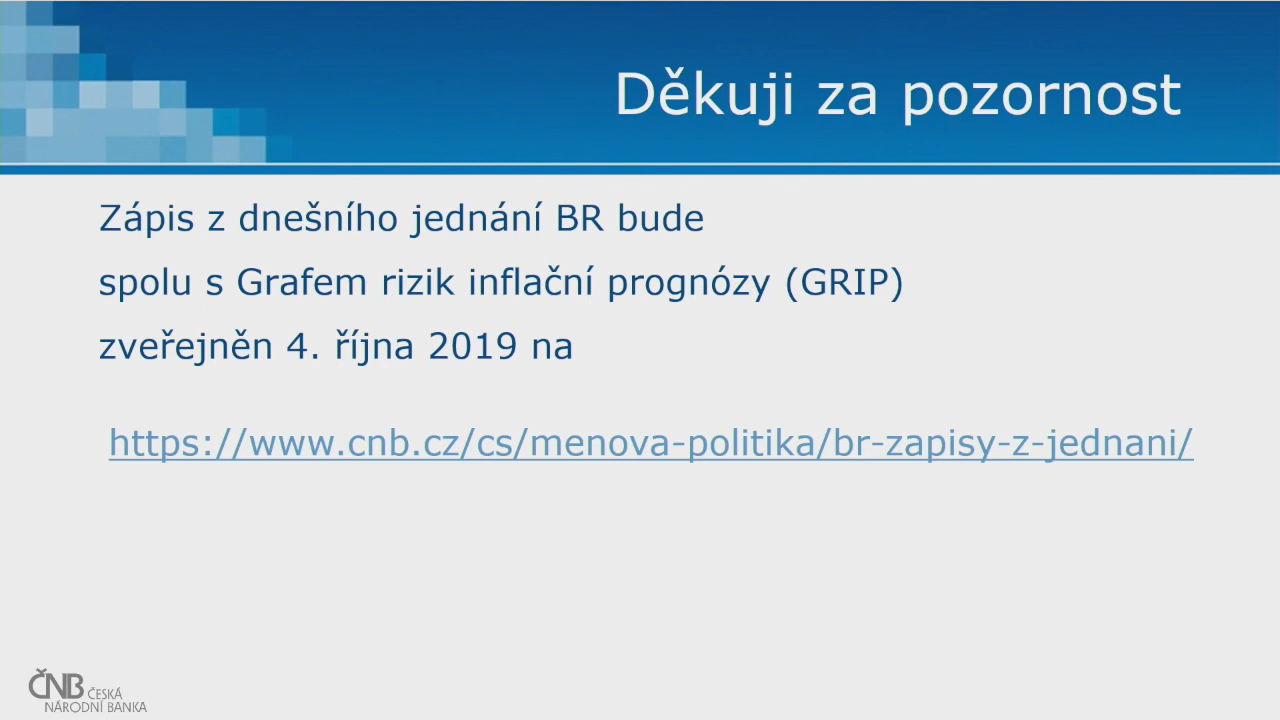 Děkuji za pozornost
Zápis z dnešního jednání BR bude
spolu s Grafem rizik inflační prognózy (GRIP)
zveřejněn 4. října 2019 na
https://www.cnb.cz/cs/menova-politika/br-zapisy-z-jednani/
ČNB ČESKÁ
NÁRODNÍ BANKA